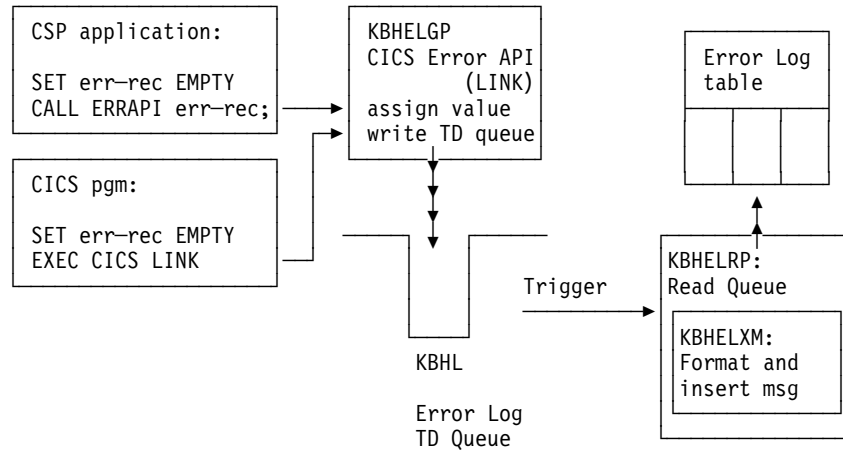 CSP application:
SET err—rec EMPTY
CALL ERRAPI err—rec;
KBHELGP
CICS Error API
(LINK)
assign value
write TD queue
Error Log
table
CICS pgm:
SET err—rec EMPTY
EXEC CICS LINK
Trigger
KBHELRP:
Read Queue
KBHELXM:
Format and
insert msg
KBHL
Error Log
TD Queue